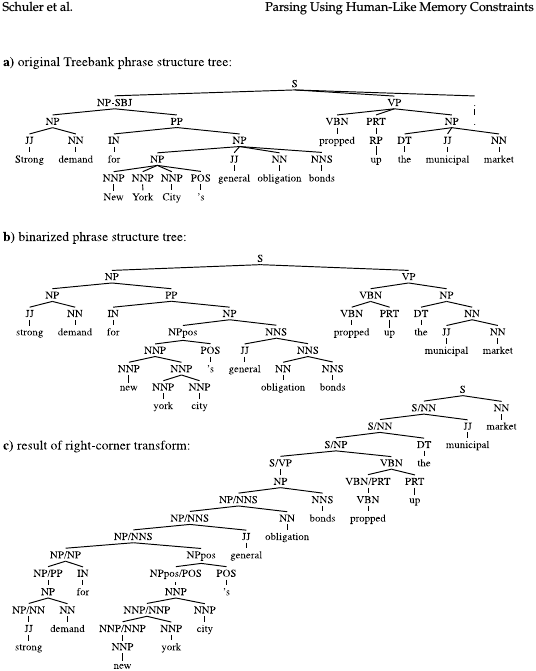 Schuler et al. Parsing Using Human-Like Memory Constraints
a) original Treebank phrase structure tree:
S
NP-SBJ VP .
NP PP VBN PRT NP .
JJ NN IN NP propped RP DT JJ NN
Strong demand for NP JJ NN NNS up the municipal market
NNP NNP NNP POS general obligation bonds
New York City 's
b) binarized phrase structure tree:
S
NP VP
NP PP VBN NP
JJ NN IN NP VBN PRT DT NN
strong demand for NPpos NNS propped up the JJ NN
NNP POS JJ NNS municipal market
NNP NNP 's general NN NNS
new NNP NNP obligation bonds
york city
S
S/NN NN
S/NN JJ market
c) result of right-corner transform: S/NP DT municipal
S/VP VBN the
NP VBN/PRT PRT
NP/NNS NNS VBN up
NP/NNS NN bonds propped
NP/NNS JJ obligation
NP/NP NPpos general
NP/PP IN NPpos/POS POS
NP for NNP 's
NP/NN NN NNP/NNP NNP
JJ demand NNP/NNP NNP city
strong NNP york
new